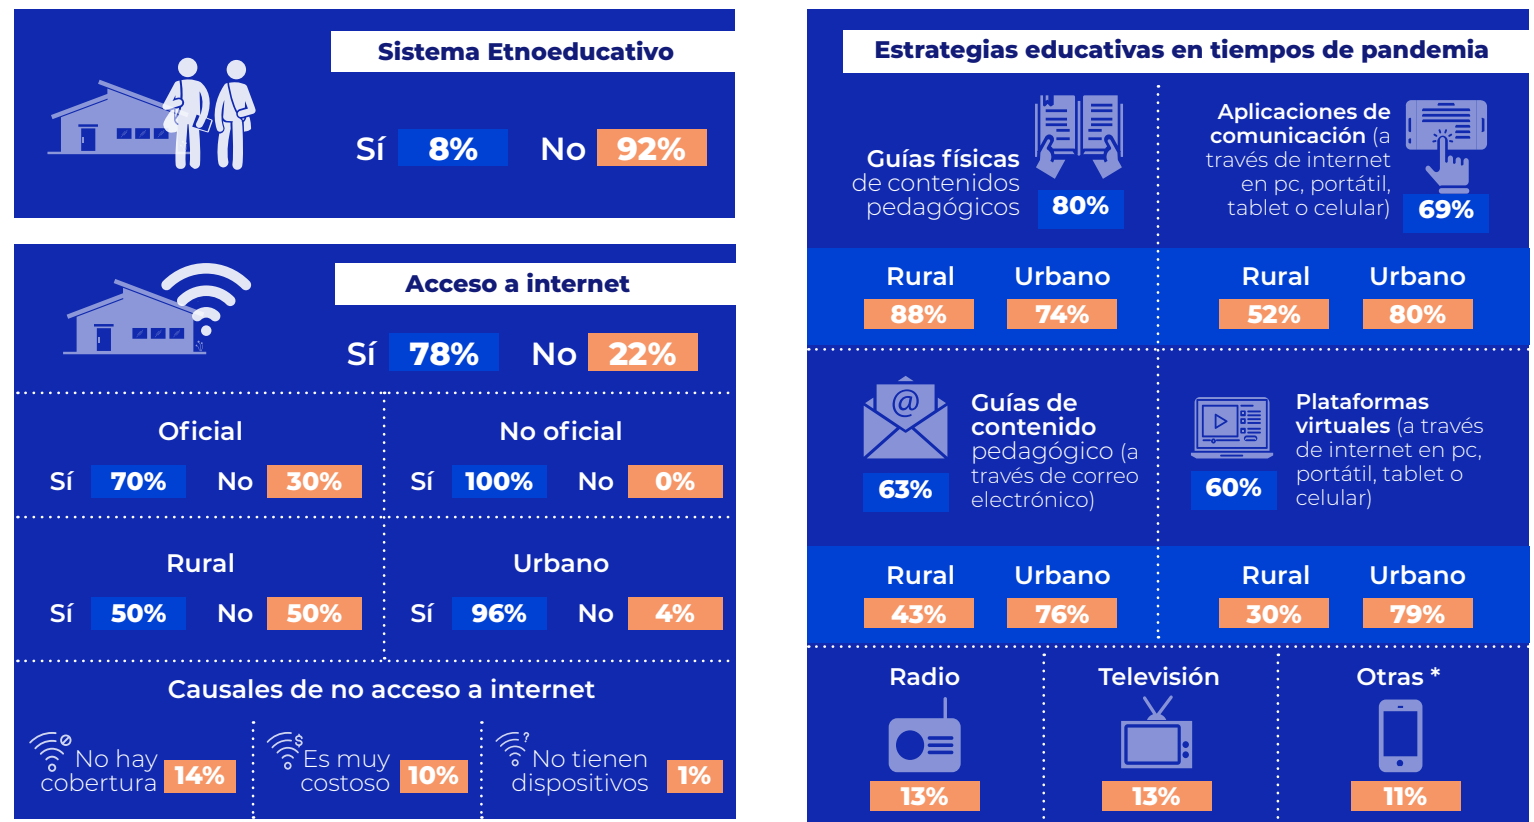 Sistema Etnoeducativo
Sí 8% No 92%
Acceso a internet
Sí 78% No 22%
Oficial
Sí 70% No 30%
No oficial
Sí 100% No 0%
Rural
Sí 50% No 50%
Urbano
Sí 96% No 4%
Causales de no acceso a internet
No hay
cobertura 14%
$
Es muy
costoso 10%
?
No tienen
dispositivos 1%
Estrategias educativas en tiempos de pandemia
Guías físicas
de contenidos
pedagógicos 80%
Aplicaciones de
comunicación (a
través de internet
en pc, portátil,
tablet o celular) 69%
Rural Urbano
88% 74%
Rural Urbano
52% 80%
@
63%
Guías de
contenido
pedagógico (a
través de correo
electrónico)
60%
Plataformas
virtuales (a través
de internet en pc,
portátil, tablet o
celular)
Rural Urbano
43% 76%
Rural Urbano
30% 79%
Radio
13%
Televisión
13%
Otras *
11%